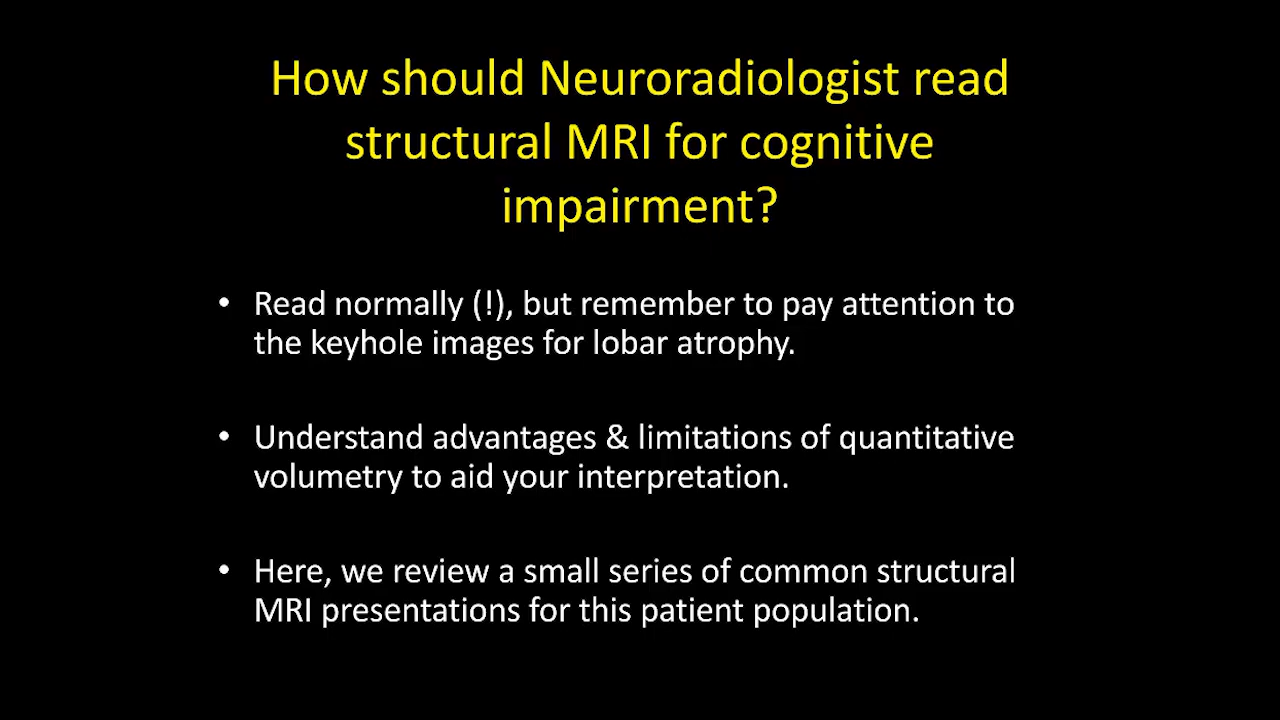 How should Neuroradiologist read
structural MRI for cognitive
impairment?
• Read normally (!), but remember to pay attention to
the keyhole images for lobar atrophy.
• Understand advantages & limitations of quantitative
volumetry to aid your interpretation.
• Here, we review a small series of common structural
MRI presentations for this patient population.